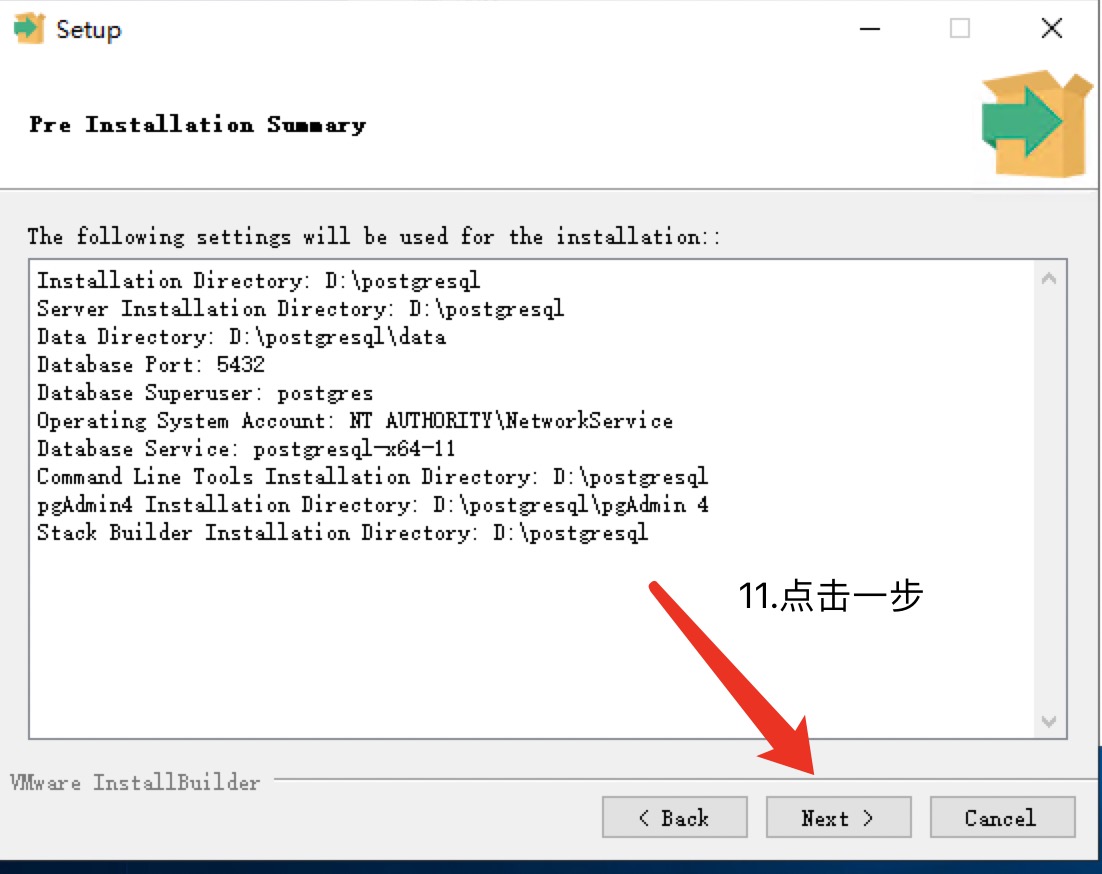 Setup
Pre Installation Summary
The following settings will be used for the installation::
Installation Directory: D:\postgresql
Server Installation Directory: D:\postgresql
Data Directory: D:\postgresql\data
Database Port: 5432
Database Superuser: postgres
Operating System Account: NT AUTHORITY\NetworkService
Database Service: postgresql-x64-11
Command Line Tools Installation Directory: D:\postgresql
pgAdmin4 Installation Directory: D:\postgresql\pgAdmin 4
Stack Builder Installation Directory: D:\postgresql
11.点击一步
VMware InstallBuilder
< Back
Next >
Cancel